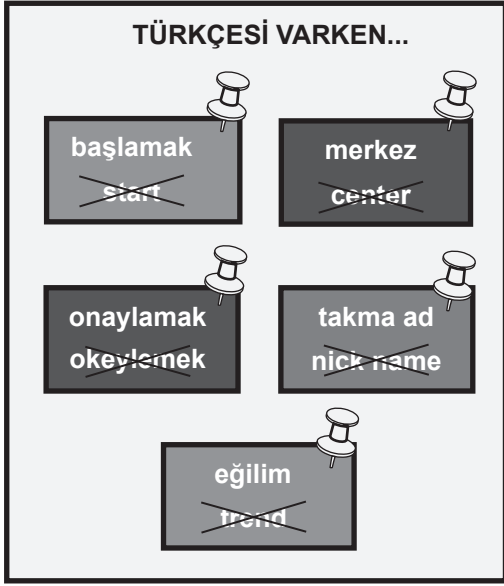 TÜRKÇESİ VARKEN...
başlamak
start
merkez
center
onaylamak
okeylemek
takma ad
nick name
eğilim
trend